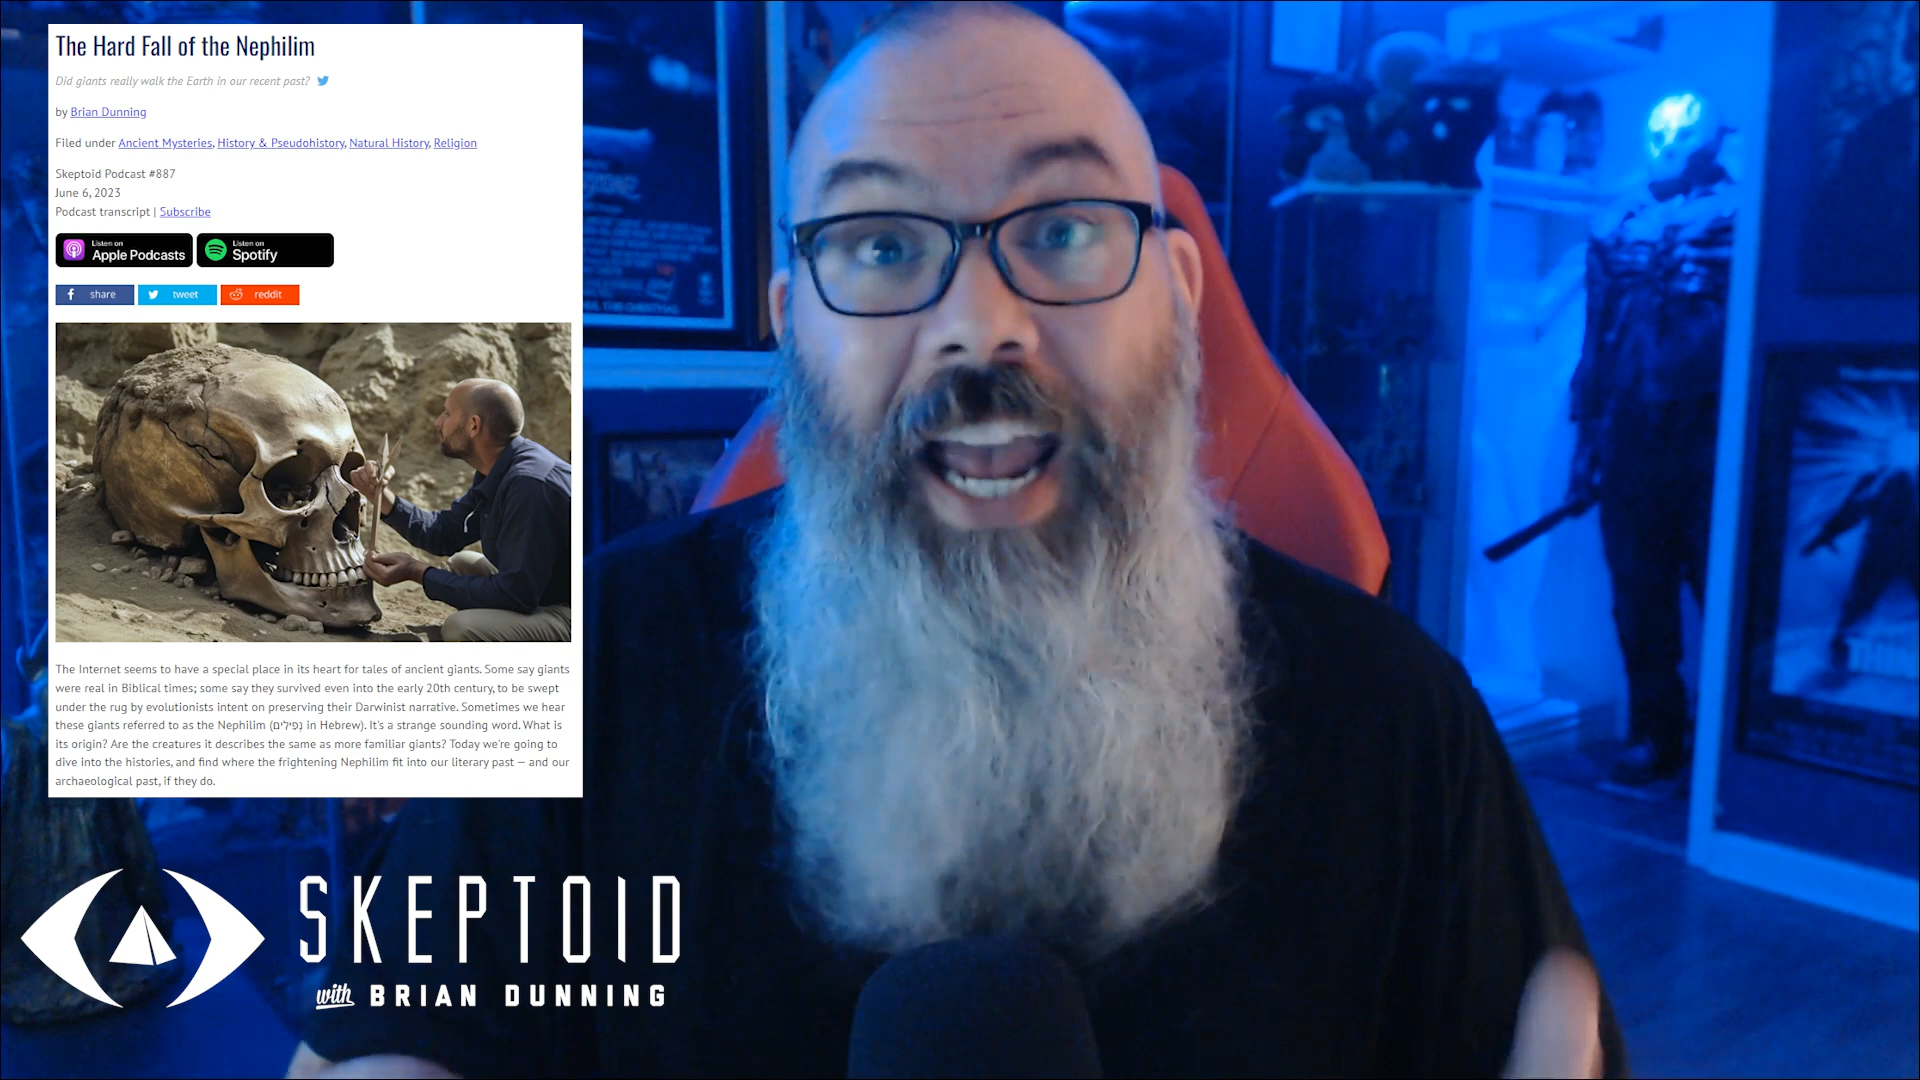 The Hard Fall of the Nephilim
Did giants really walk the Earth in our recent past?
by Brian Dunning
Filed under Ancient Mysteries, History & Pseudohistory, Natural History, Religion
Skeptoid Podcast #887
June 6, 2023
Podcast transcript | Subscribe
Listen on
Apple Podcasts
Listen on
Spotify
share
tweet
reddit
The Internet seems to have a special place in its heart for tales of ancient giants. Some say giants
were real in Biblical times; some say they survived even into the early 20th century, to be swept
under the rug by evolutionists intent on preserving their Darwinist narrative. Sometimes we hear
these giants referred to as the Nephilim (נְפִילִים in Hebrew). It's a strange sounding word. What is
its origin? Are the creatures it describes the same as more familiar giants? Today we're going to
dive into the histories, and find where the frightening Nephilim fit into our literary past — and our
archaeological past, if they do.
SKEPTOID
with BRIAN DUNNING